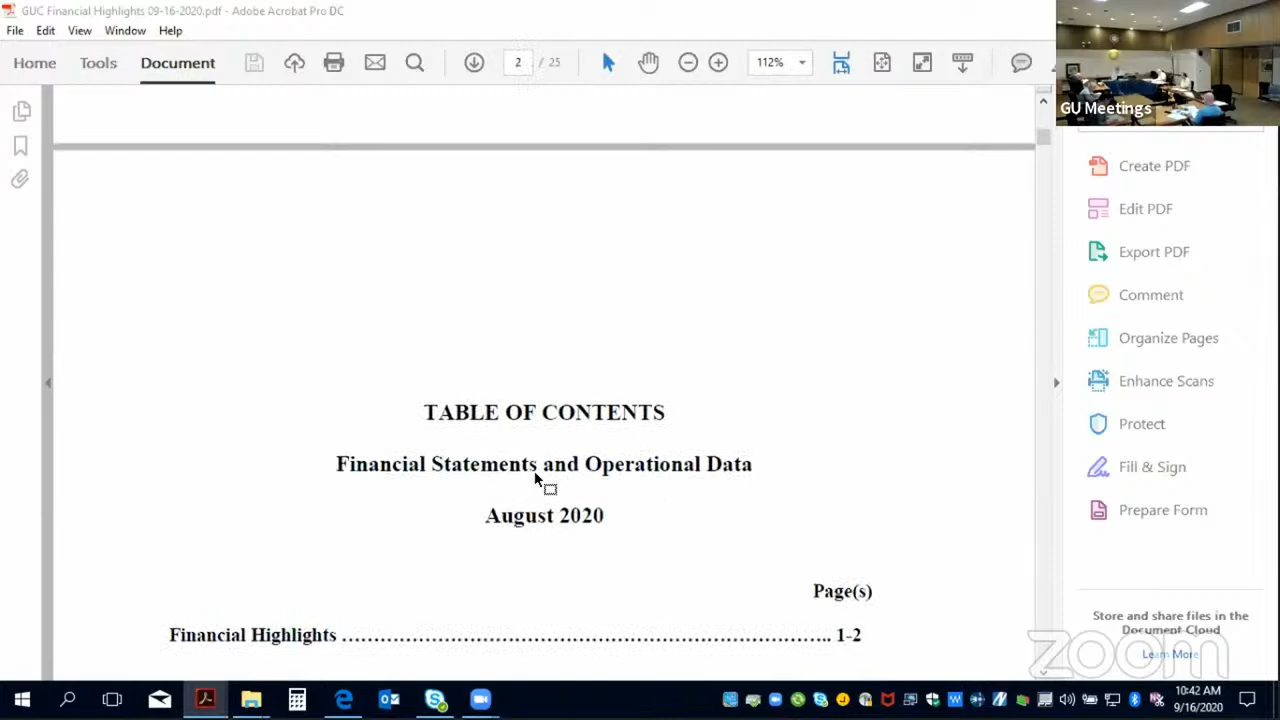 GUC Financial Highlights 09-16-2020.pdf - Adobe Acrobat Pro DC
File Edit View Window Help
Home Tools Document 2 / 25 112%
GU Meetings
Create PDF
Edit PDF
Export PDF
Comment
Organize Pages
Enhance Scans
Protect
Fill & Sign
Prepare Form
TABLE OF CONTENTS
Financial Statements and Operational Data
August 2020
Page(s)
Financial Highlights ………………………………………………………………….. 1-2
Store and share files in the
Document Cloud
Learn More
zoom
10:42 AM
9/16/2020